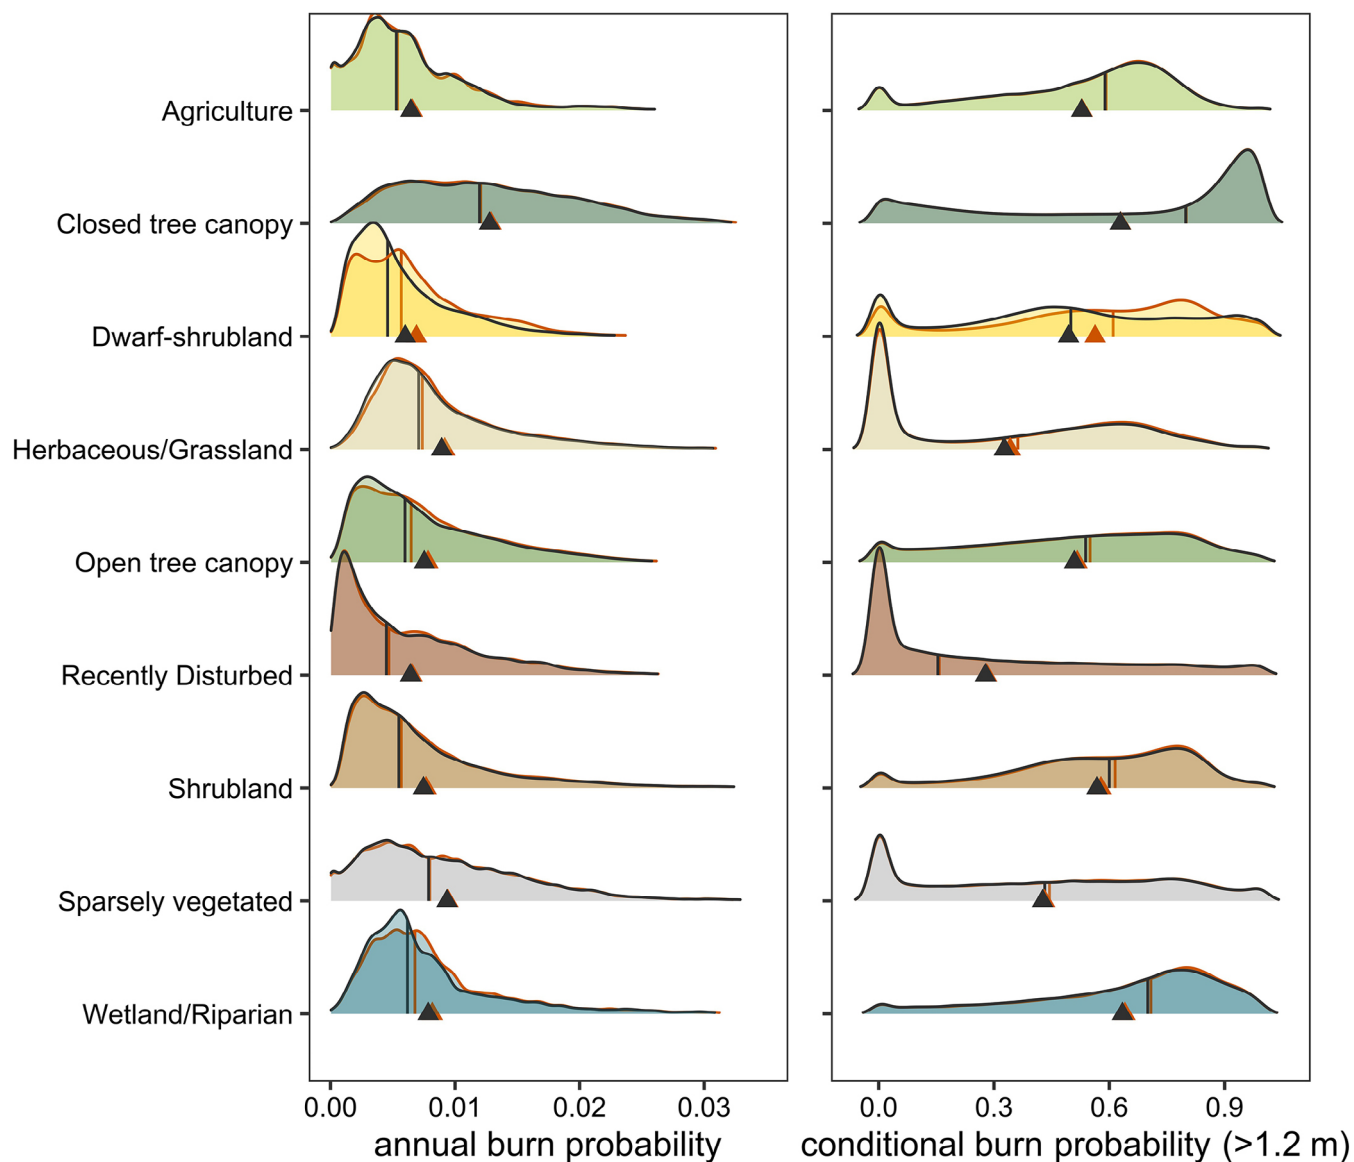 Agriculture
Closed tree canopy
Dwarf-shrubland
Herbaceous/Grassland
Open tree canopy
Recently Disturbed
Shrubland
Sparsely vegetated
Wetland/Riparian
0.00 0.01 0.02 0.03 0.0 0.3 0.6 0.9
annual burn probability conditional burn probability (>1.2 m)